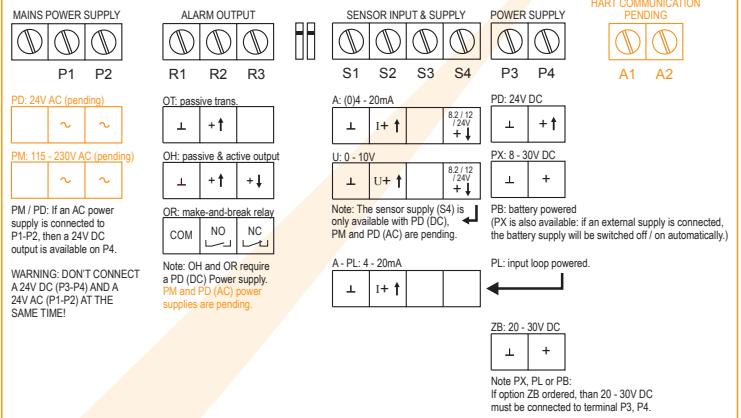 MAINS POWER SUPPLY
P1 P2
PD: 24V AC (pending)
~ ~
PM: 115 - 230V AC (pending)
~ ~
PM / PD: If an AC power
supply is connected to
P1-P2, then a 24V DC
output is available on P4.
WARNING: DON'T CONNECT
A 24V DC (P3-P4) AND A
24V AC (P1-P2) AT THE
SAME TIME!
ALARM OUTPUT
R1 R2 R3
OT: passive trans.
⊥ +↑
OH: passive & active output
⊥ +↑ +↓
OR: make-and-break relay
COM NO NC
Note: OH and OR require
a PD (DC) Power supply.
PM and PD (AC) power
supplies are pending.
SENSOR INPUT & SUPPLY
S1 S2 S3 S4
A: (0)4 - 20mA
⊥ I+ ↑ 8.2 / 12
/ 24V
+ ↓
U: 0 - 10V
⊥ U+ ↑ 8.2 / 12
/ 24V
+ ↓
Note: The sensor supply (S4) is
only available with PD (DC),
PM and PD (AC) are pending.
A - PL: 4 - 20mA
⊥ I+ ↑
POWER SUPPLY
P3 P4
PD: 24V DC
⊥ +↑
PX: 8 - 30V DC
⊥ +
PB: battery powered
(PX is also available: if an external supply is connected,
the battery supply will be switched off / on automatically.)
PL: input loop powered.
ZB: 20 - 30V DC
⊥ +
Note PX, PL or PB:
If option ZB ordered, than 20 - 30V DC
must be connected to terminal P3, P4.
HART COMMUNICATION
PENDING
A1 A2